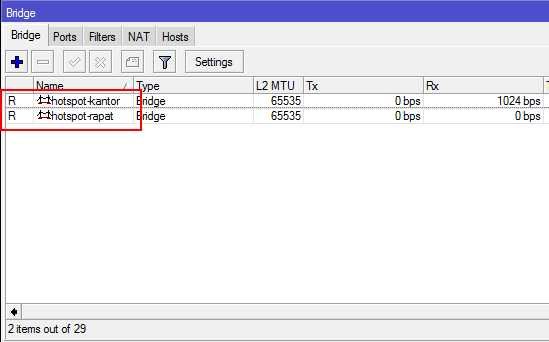 Bridge
Bridge Ports Filters NAT Hosts
Settings
Name Type L2 MTU Tx Rx T
R hotspot-kantor Bridge 65535 0 bps 1024 bps
R hotspot-rapat Bridge 65535 0 bps 0 bps
2 items out of 29